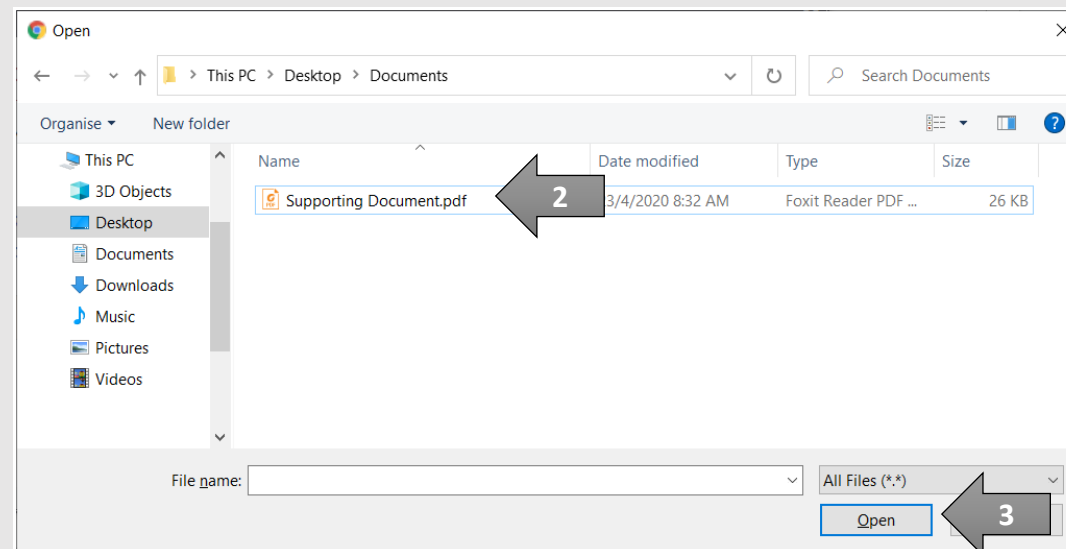 Open
This PC > Desktop > Documents
Search Documents
Organise
New folder
?
This PC
3D Objects
Desktop
Documents
Downloads
Music
Pictures
Videos
Name
Date modified
Type
Size
Supporting Document.pdf
2
3/4/2020 8:32 AM
Foxit Reader PDF ...
26 KB
File name:
All Files (*.*)
Open
3